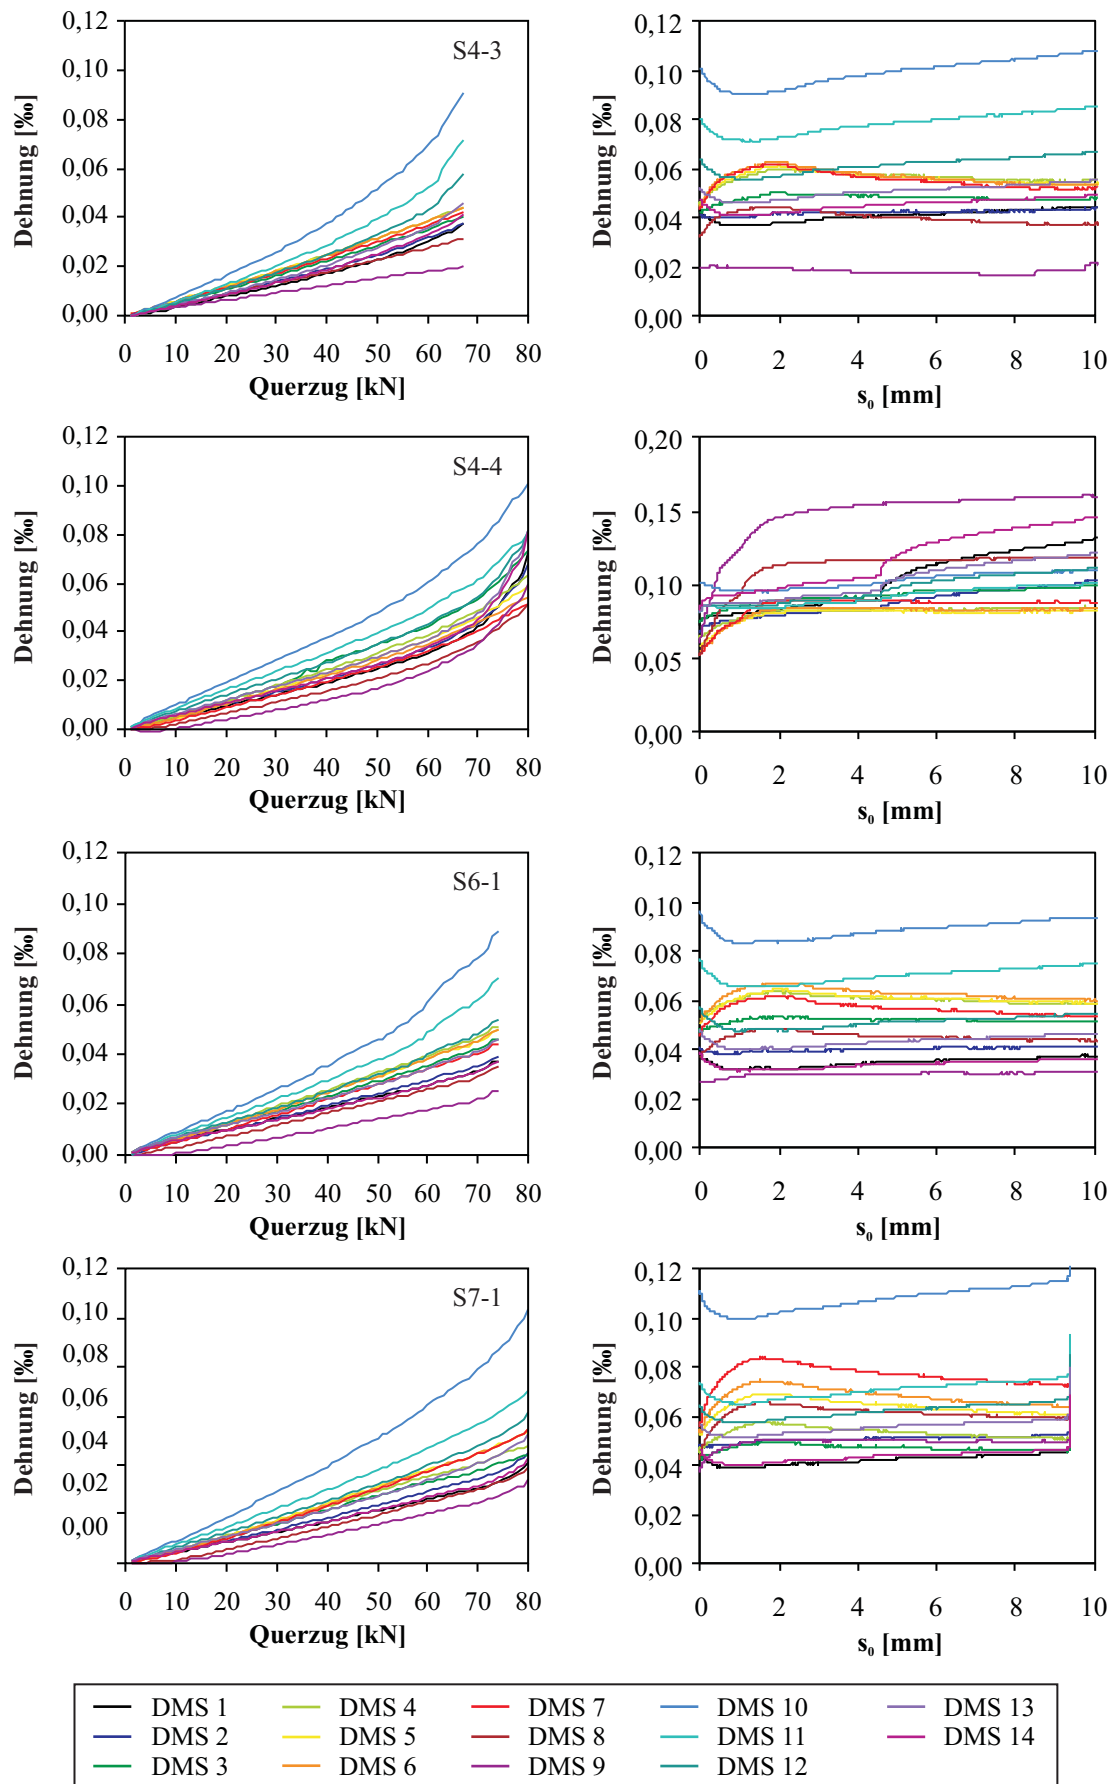 0,12
0,10
0,08
0,06
0,04
0,02
0,00
Dehnung [‰]
S4-3
0 10 20 30 40 50 60 70 80
Querzug [kN]
0,12
0,10
0,08
0,06
0,04
0,02
0,00
Dehnung [‰]
0 2 4 6 8 10
s₀ [mm]
0,12
0,10
0,08
0,06
0,04
0,02
0,00
Dehnung [‰]
S4-4
0 10 20 30 40 50 60 70 80
Querzug [kN]
0,20
0,15
0,10
0,05
0,00
Dehnung [‰]
0 2 4 6 8 10
s₀ [mm]
0,12
0,10
0,08
0,06
0,04
0,02
0,00
Dehnung [‰]
S6-1
0 10 20 30 40 50 60 70 80
Querzug [kN]
0,12
0,10
0,08
0,06
0,04
0,02
0,00
Dehnung [‰]
0 2 4 6 8 10
s₀ [mm]
0,12
0,10
0,08
0,06
0,04
0,02
0,00
Dehnung [‰]
S7-1
0 10 20 30 40 50 60 70 80
Querzug [kN]
0,12
0,10
0,08
0,06
0,04
0,02
0,00
Dehnung [‰]
0 2 4 6 8 10
s₀ [mm]
DMS 1 DMS 4 DMS 7 DMS 10 DMS 13
DMS 2 DMS 5 DMS 8 DMS 11 DMS 14
DMS 3 DMS 6 DMS 9 DMS 12